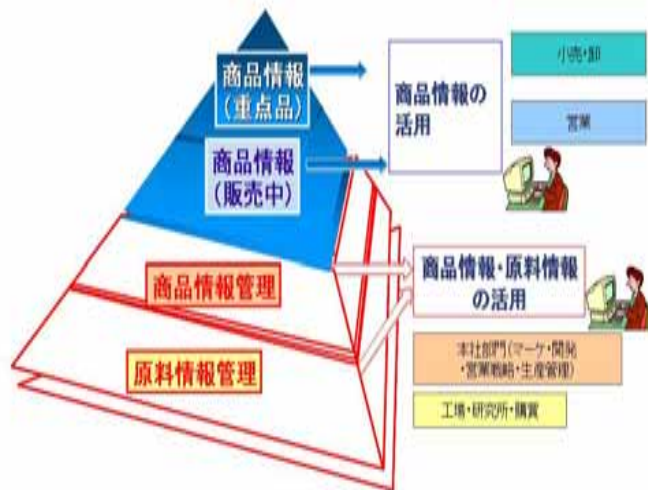 商品情報
(重点品)
商品情報
(販売中)
商品情報管理
原料情報管理
商品情報の
活用
小売・卸
営業
商品情報・原料情報
の活用
本社部門(マーケ・開発
・営業戦略・生産管理)
工場・研究所・購買